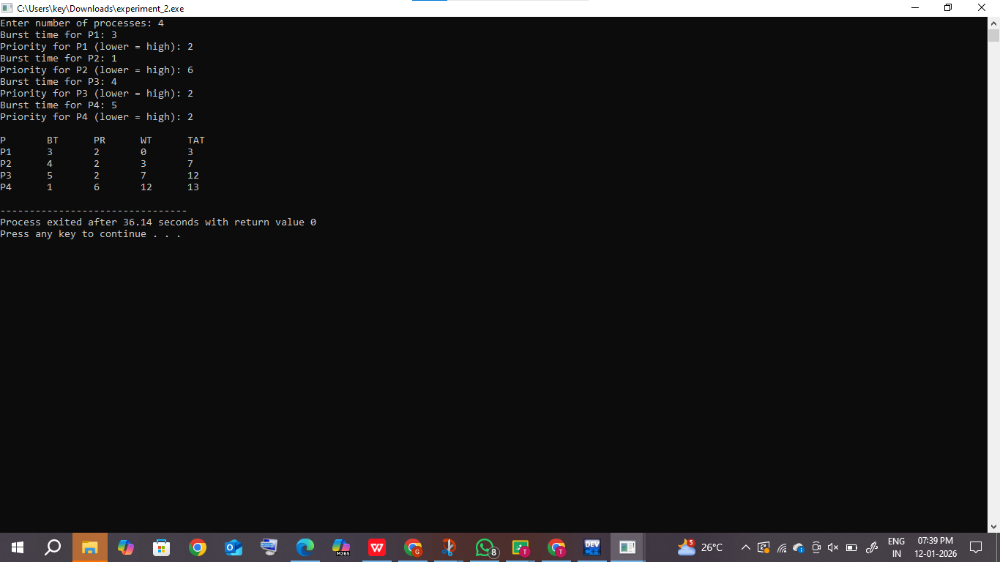 C:\Users\key\Downloads\experiment_2.exe
Enter number of processes: 4
Burst time for P1: 3
Priority for P1 (lower = high): 2
Burst time for P2: 1
Priority for P2 (lower = high): 6
Burst time for P3: 4
Priority for P3 (lower = high): 2
Burst time for P4: 5
Priority for P4 (lower = high): 2
P BT PR WT TAT
P1 3 2 0 3
P2 4 2 3 7
P3 5 2 7 12
P4 1 6 12 13
--------------------------------
Process exited after 36.14 seconds with return value 0
Press any key to continue . . .
M365
W
G
8
T
T
DEV
5
26°C
ENG
IN
07:39 PM
12-01-2026